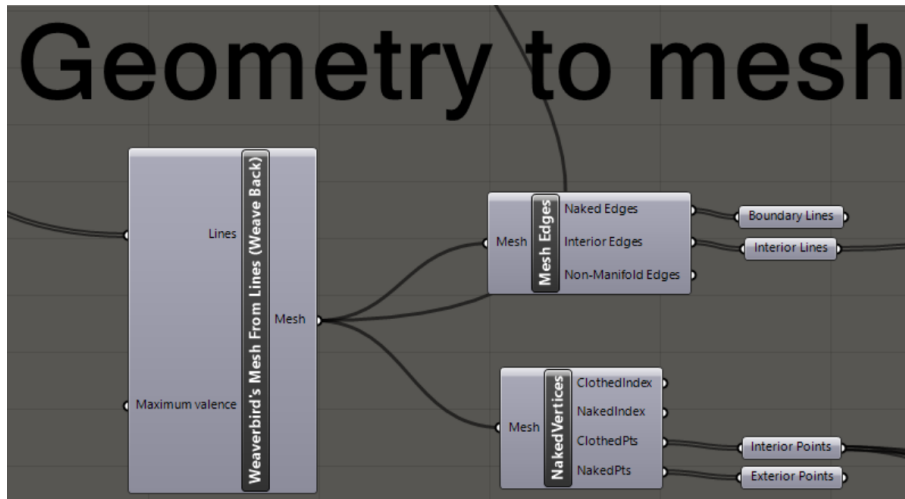 Geometry to mesh
Weaverbird's Mesh From Lines (Weave Back)
Lines
Maximum valence
Mesh
Mesh
Mesh Edges
Naked Edges
Interior Edges
Non-Manifold Edges
Boundary Lines
Interior Lines
Mesh
NakedVertices
ClothedIndex
NakedIndex
ClothedPts
NakedPts
Interior Points
Exterior Points